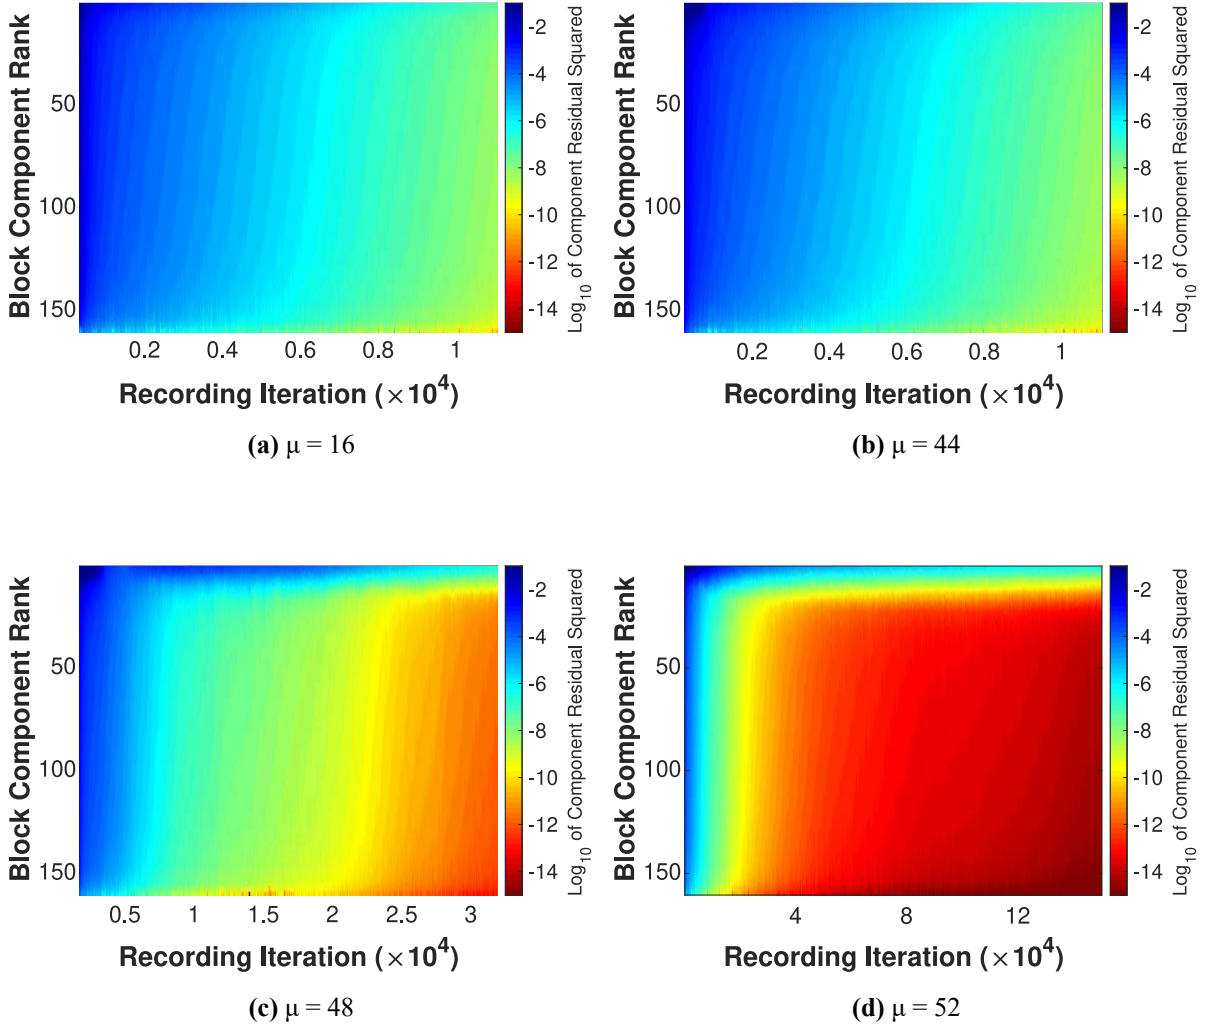 Block Component Rank
50
100
150
0.2 0.4 0.6 0.8 1
Recording Iteration (×10⁴)
-2
-4
-6
-8
-10
-12
-14
Log₁₀ of Component Residual Squared
(a) μ = 16
Block Component Rank
50
100
150
0.2 0.4 0.6 0.8 1
Recording Iteration (×10⁴)
-2
-4
-6
-8
-10
-12
-14
Log₁₀ of Component Residual Squared
(b) μ = 44
Block Component Rank
50
100
150
0.5 1 1.5 2 2.5 3
Recording Iteration (×10⁴)
-2
-4
-6
-8
-10
-12
-14
Log₁₀ of Component Residual Squared
(c) μ = 48
Block Component Rank
50
100
150
4 8 12
Recording Iteration (×10⁴)
-2
-4
-6
-8
-10
-12
-14
Log₁₀ of Component Residual Squared
(d) μ = 52